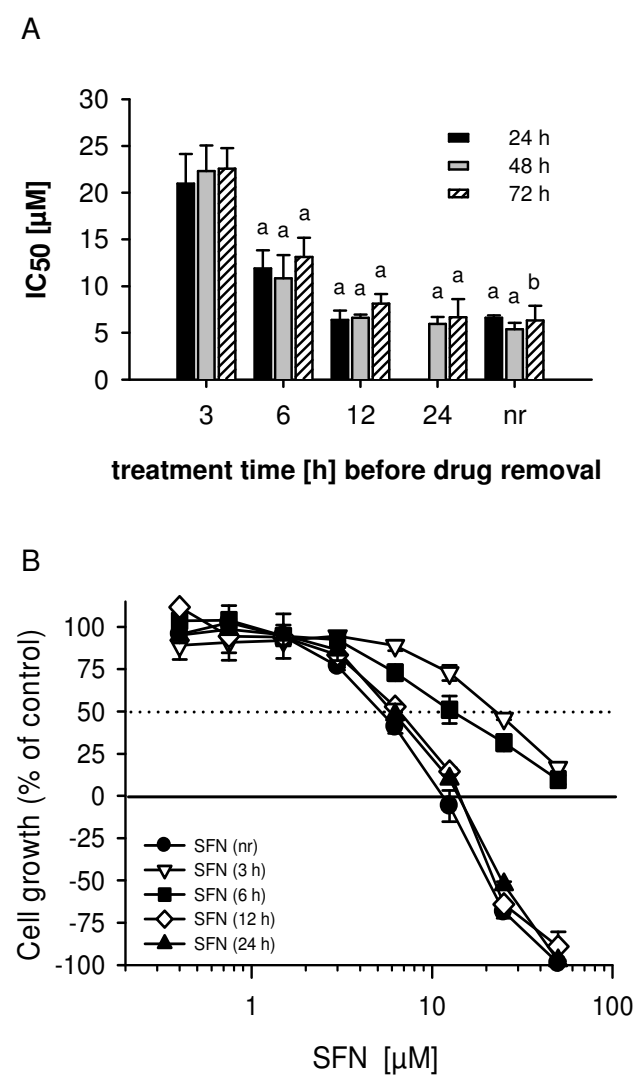 A
30
25
20
15
10
5
0
IC50 [µM]
24 h
48 h
72 h
a a a
a a a
a a
a a b
3 6 12 24 nr
treatment time [h] before drug removal
B
100
75
50
25
0
-25
-50
-75
-100
Cell growth (% of control)
SFN (nr)
SFN (3 h)
SFN (6 h)
SFN (12 h)
SFN (24 h)
1 10 100
SFN [µM]